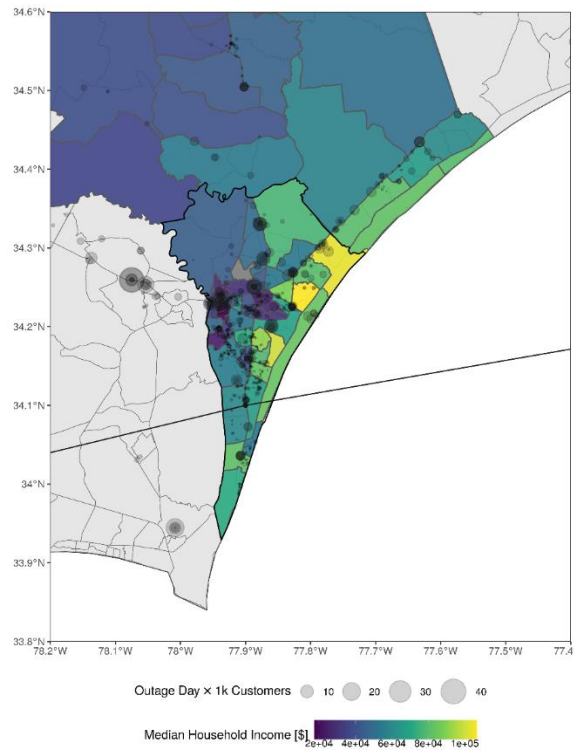 34.6°N
34.5°N
34.4°N
34.3°N
34.2°N
34.1°N
34°N
33.9°N
33.8°N
78.2°W 78.1°W 78°W 77.9°W 77.8°W 77.7°W 77.6°W 77.5°W 77.4°W
Outage Day × 1k Customers 10 20 30 40
Median Household Income [$]
2e+04 4e+04 6e+04 8e+04 1e+05